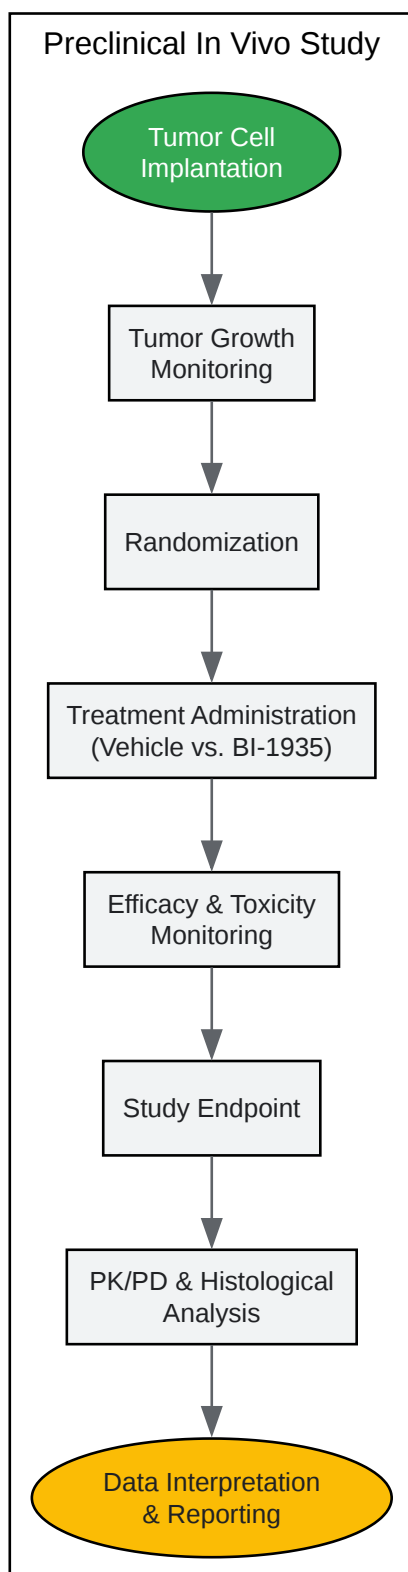 Preclinical In Vivo Study
Tumor Cell
Implantation
Tumor Growth
Monitoring
Randomization
Treatment Administration
(Vehicle vs. BI-1935)
Efficacy & Toxicity
Monitoring
Study Endpoint
PK/PD & Histological
Analysis
Data Interpretation
& Reporting